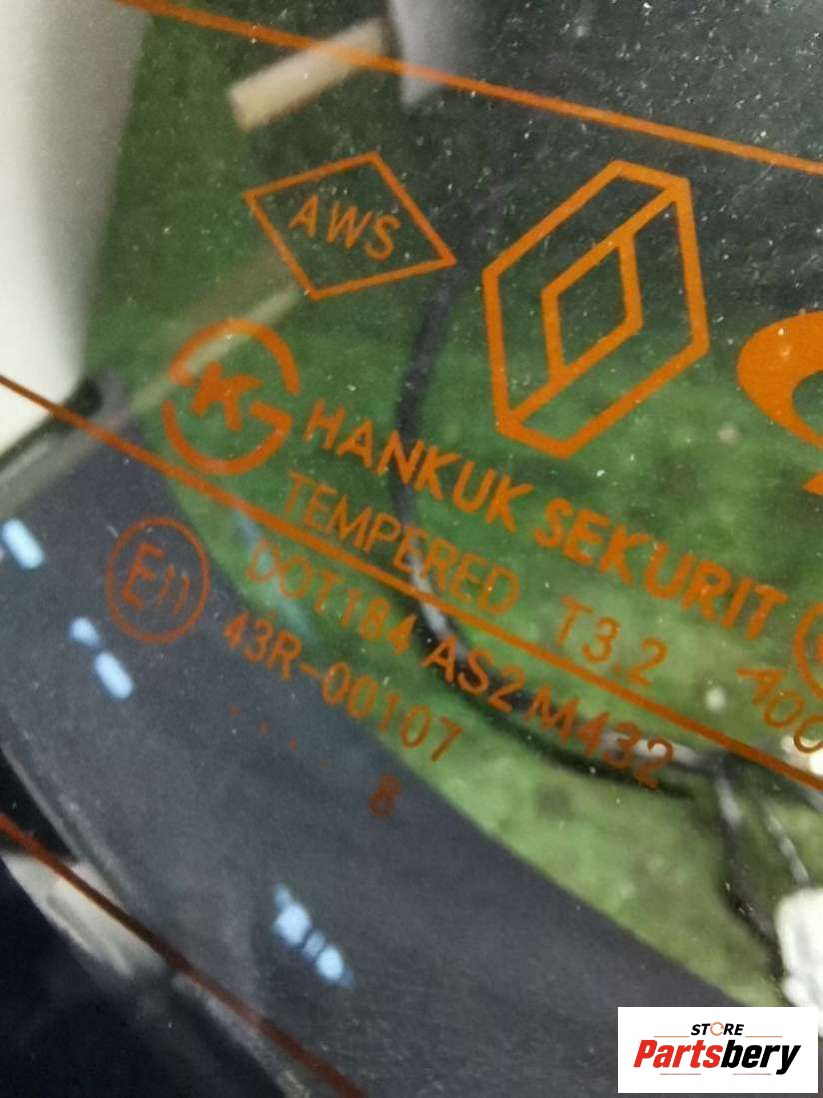 AWS
K
HANKUK SEKURIT
TEMPERED T3.2
E11 DOT184 AS2 M432
43R-00107
.... 8
STORE
Partsbery